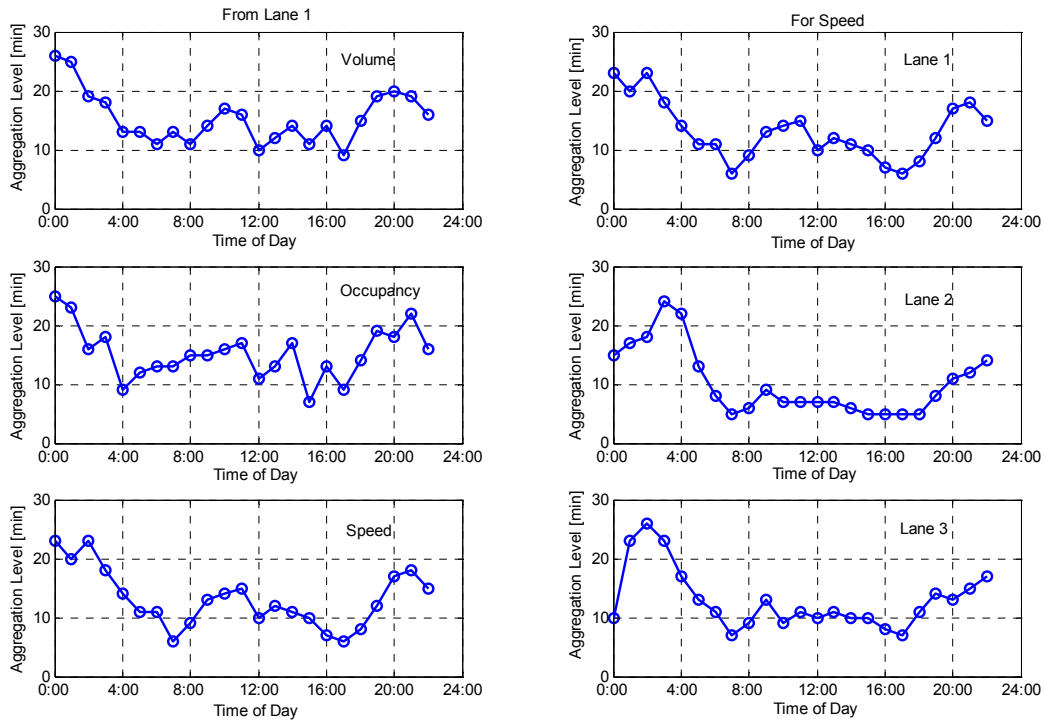 From Lane 1
30
20
10
0
Aggregation Level [min]
Volume
0:00 4:00 8:00 12:00 16:00 20:00 24:00
Time of Day
30
20
10
0
Aggregation Level [min]
Occupancy
0:00 4:00 8:00 12:00 16:00 20:00 24:00
Time of Day
30
20
10
0
Aggregation Level [min]
Speed
0:00 4:00 8:00 12:00 16:00 20:00 24:00
Time of Day
For Speed
30
20
10
0
Aggregation Level [min]
Lane 1
0:00 4:00 8:00 12:00 16:00 20:00 24:00
Time of Day
30
20
10
0
Aggregation Level [min]
Lane 2
0:00 4:00 8:00 12:00 16:00 20:00 24:00
Time of Day
30
20
10
0
Aggregation Level [min]
Lane 3
0:00 4:00 8:00 12:00 16:00 20:00 24:00
Time of Day